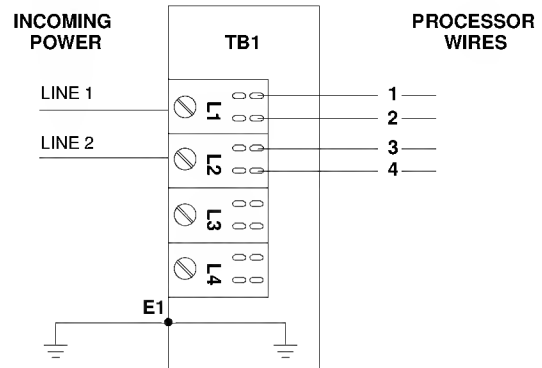 INCOMING
POWER
TB1
PROCESSOR
WIRES
LINE 1
L1
1
2
LINE 2
L2
3
4
L3
L4
E1